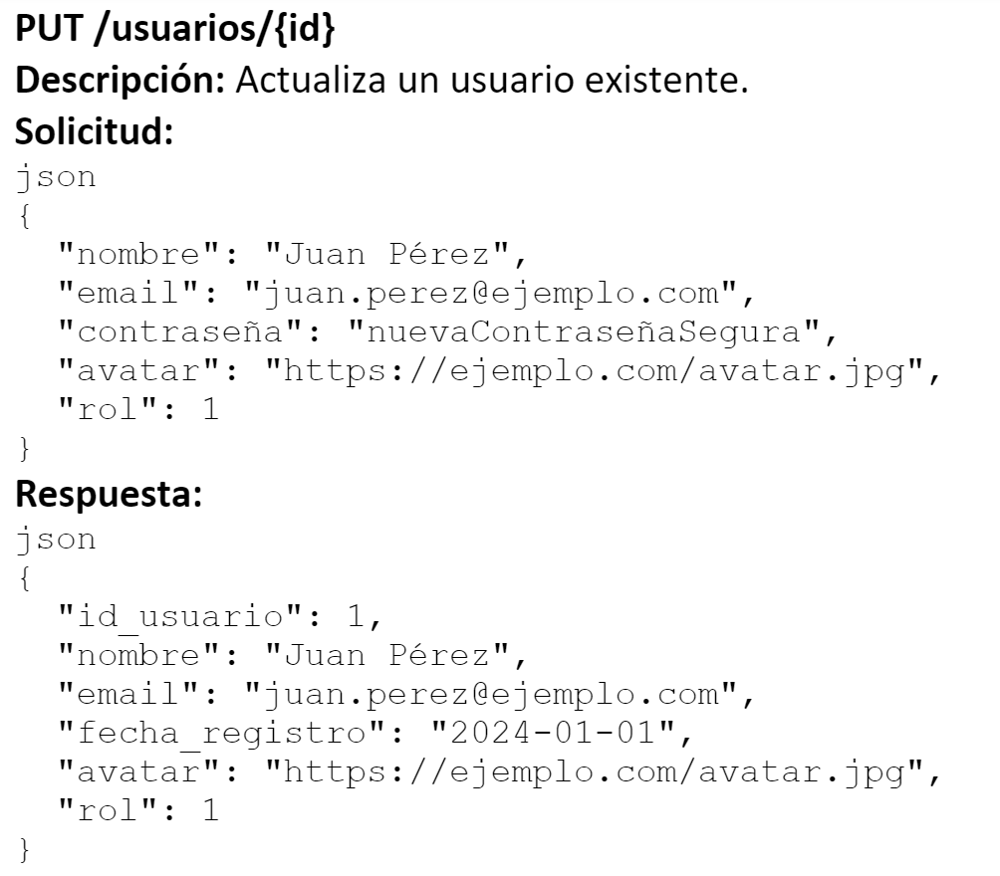 PUT /usuarios/{id}
Descripción: Actualiza un usuario existente.
Solicitud:
json
{
  "nombre": "Juan Pérez",
  "email": "juan.perez@ejemplo.com",
  "contraseña": "nuevaContraseñaSegura",
  "avatar": "https://ejemplo.com/avatar.jpg",
  "rol": 1
}
Respuesta:
json
{
  "id_usuario": 1,
  "nombre": "Juan Pérez",
  "email": "juan.perez@ejemplo.com",
  "fecha_registro": "2024-01-01",
  "avatar": "https://ejemplo.com/avatar.jpg",
  "rol": 1
}